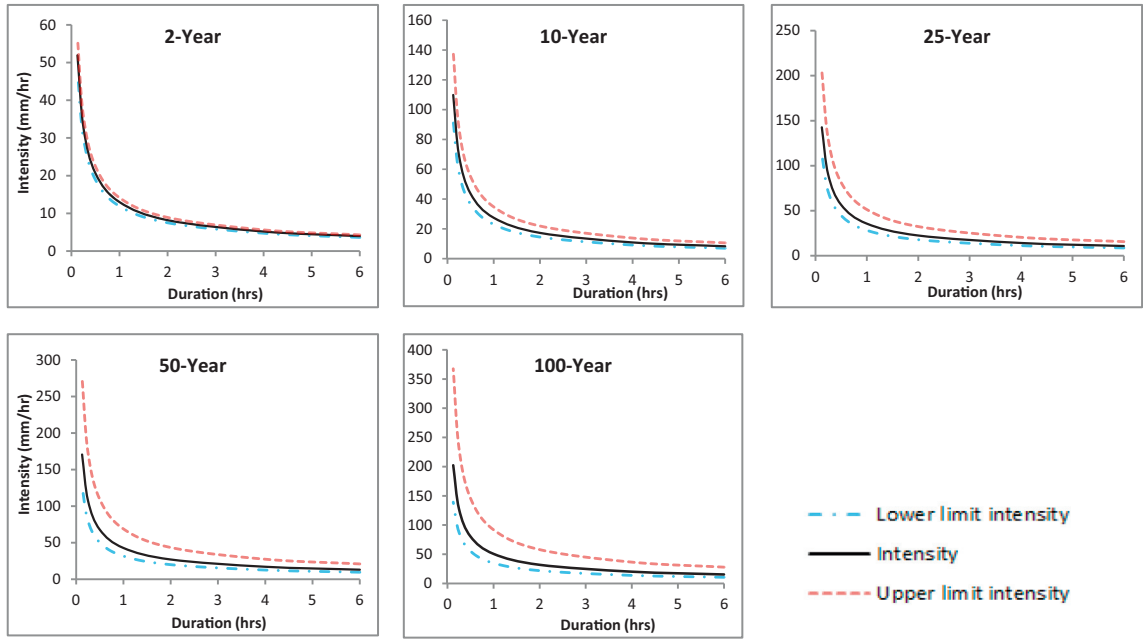 2-Year
Intensity (mm/hr)
60
50
40
30
20
10
0
0 1 2 3 4 5 6
Duration (hrs)
10-Year
160
140
120
100
80
60
40
20
0
0 1 2 3 4 5 6
Duration (hrs)
25-Year
250
200
150
100
50
0
0 1 2 3 4 5 6
Duration (hrs)
50-Year
Intensity (mm/hr)
300
250
200
150
100
50
0
0 1 2 3 4 5 6
Duration (hrs)
100-Year
400
350
300
250
200
150
100
50
0
0 1 2 3 4 5 6
Duration (hrs)
Lower limit intensity
Intensity
Upper limit intensity